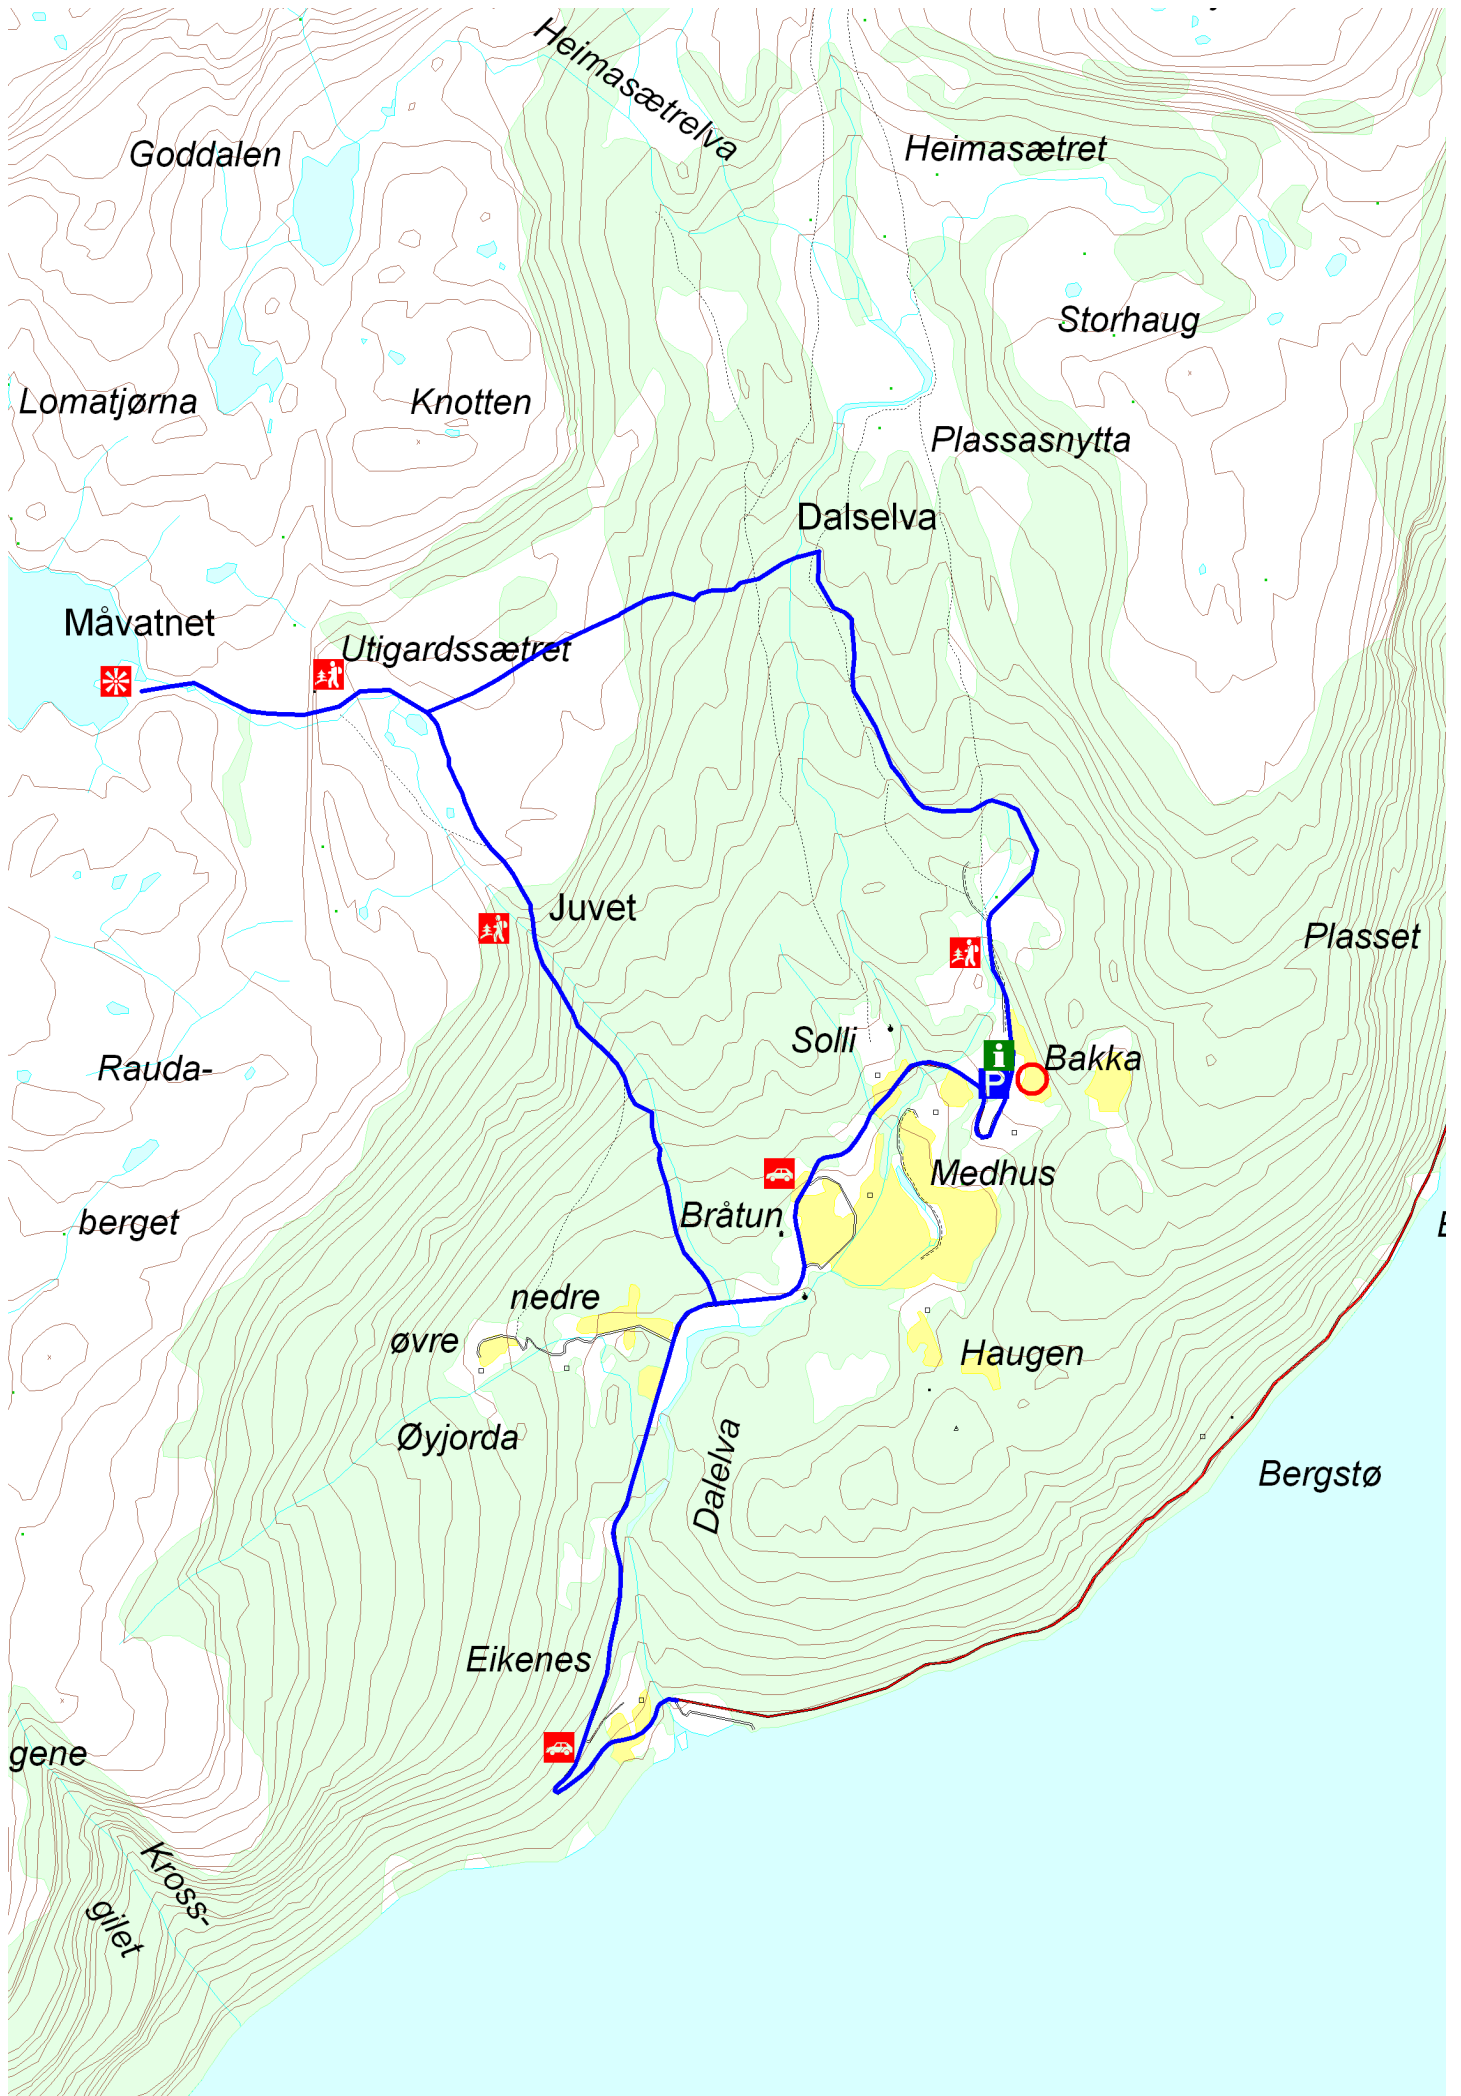 Heimasætrelva
Goddalen
Heimasætret
Storhaug
Lomatjørna
Knotten
Plassasnytta
Dalselva
Måvatnet
Utigardssætret
Juvet
Plasset
Solli
i
Bakka
P
Rauda-
berget
Medhus
Bråtun
nedre
øvre
Haugen
Øyjorda
Dalelva
Bergstø
Eikenes
gene
Kross-
gilet